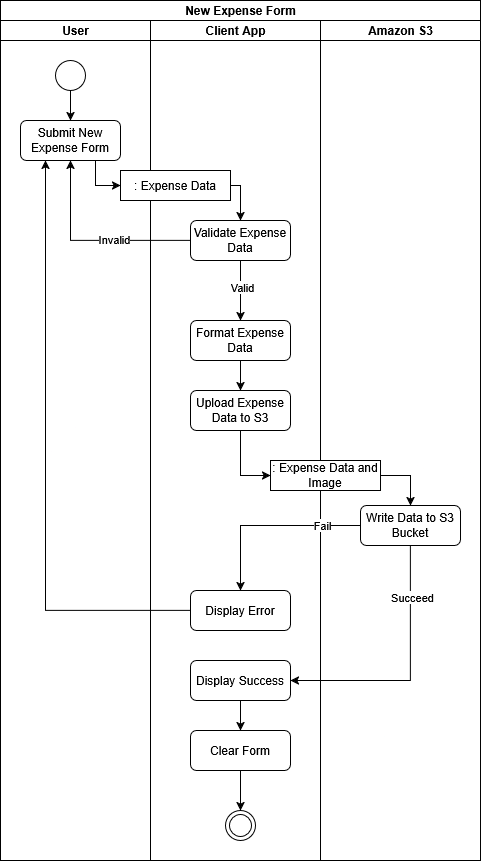 New Expense Form
User
Client App
Amazon S3
Submit New
Expense Form
: Expense Data
Validate Expense
Data
Invalid
Valid
Format Expense
Data
Upload Expense
Data to S3
: Expense Data and
Image
Write Data to S3
Bucket
Fail
Succeed
Display Error
Display Success
Clear Form